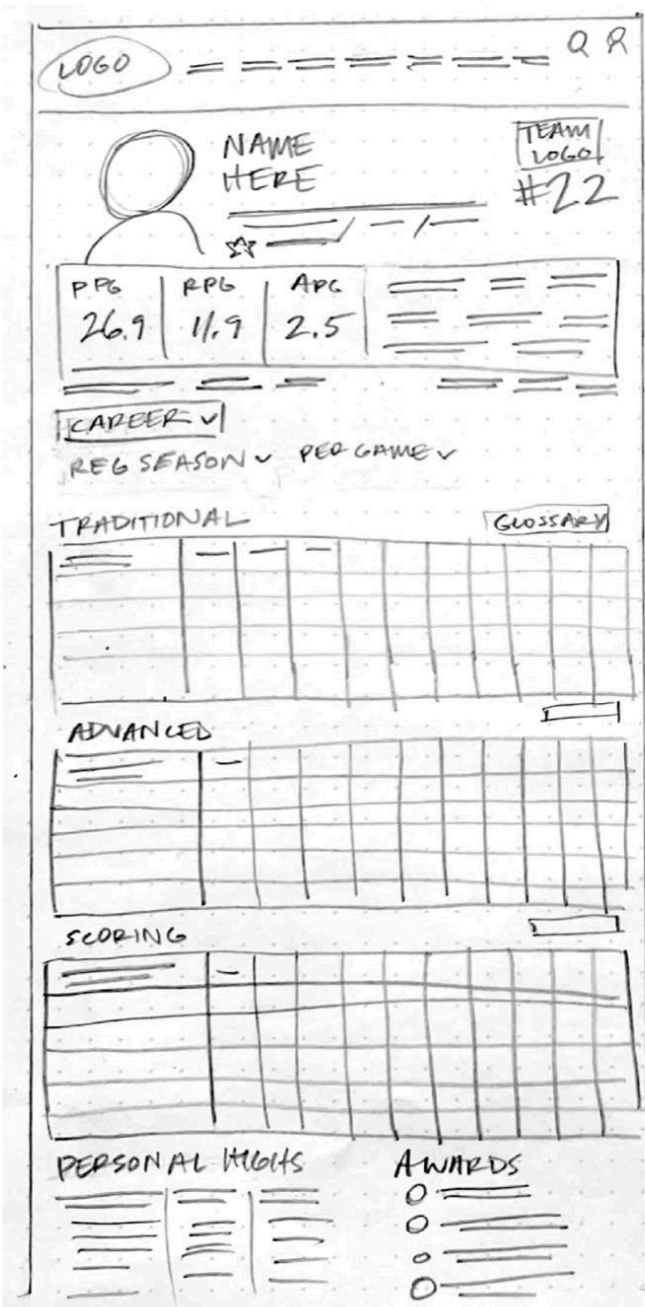 LOGO
NAME
HERE
TEAM
LOGO
#22
PPG
RPG
APG
26.9
11.9
2.5
CAREER
REG SEASON
PER GAME
TRADITIONAL
GLOSSARY
ADVANCED
SCORING
PERSONAL HIGHS
AWARDS